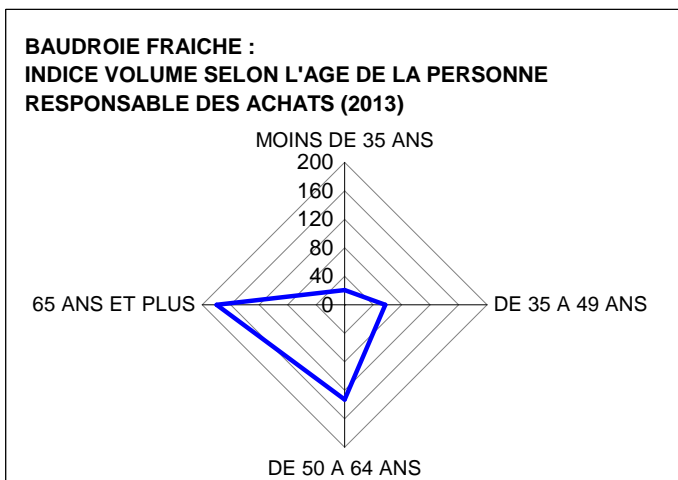 BAUDROIE FRAICHE :
INDICE VOLUME SELON L'AGE DE LA PERSONNE
RESPONSABLE DES ACHATS (2013)
MOINS DE 35 ANS
200
160
120
80
40
65 ANS ET PLUS 0 DE 35 A 49 ANS
DE 50 A 64 ANS